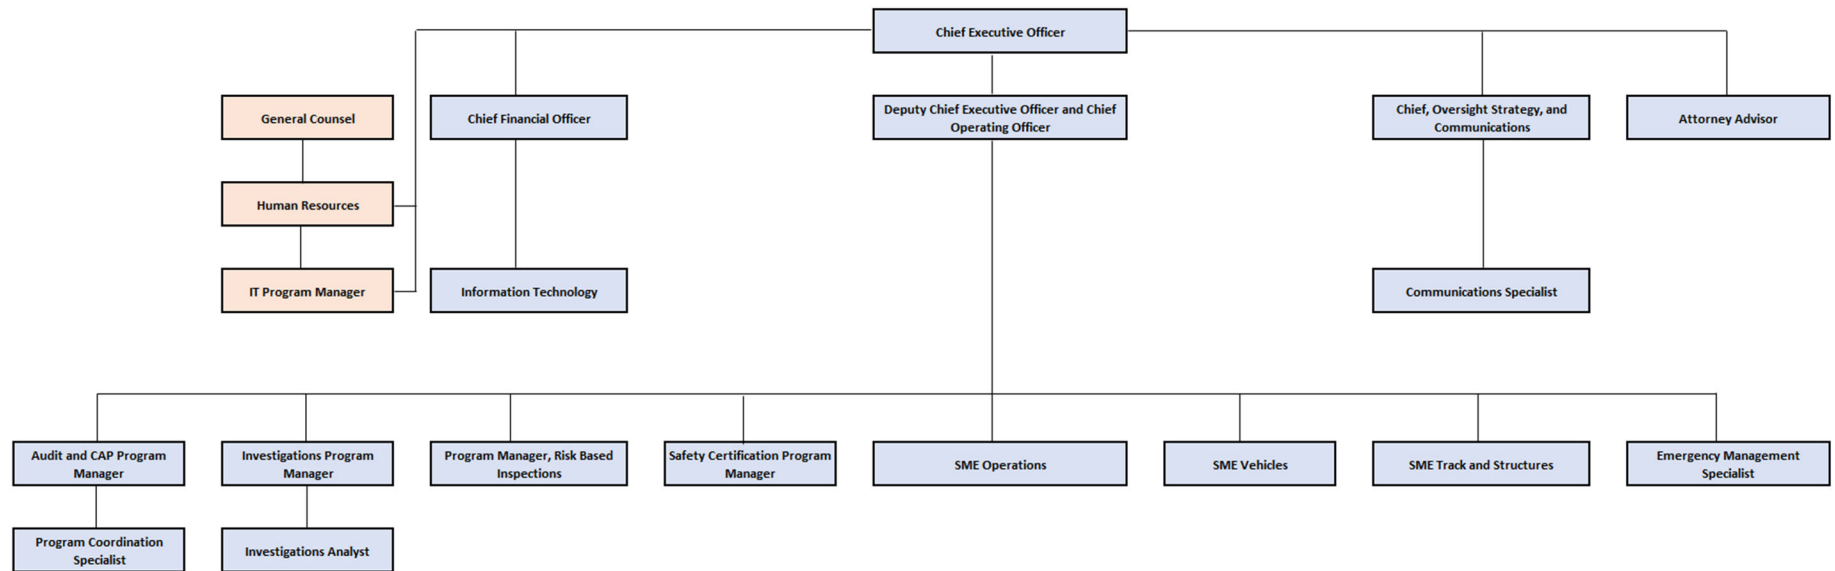 Chief Executive Officer
General Counsel
Chief Financial Officer
Deputy Chief Executive Officer and Chief
Operating Officer
Chief, Oversight Strategy, and
Communications
Attorney Advisor
Human Resources
IT Program Manager
Information Technology
Communications Specialist
Audit and CAP Program
Manager
Investigations Program
Manager
Program Manager, Risk Based
Inspections
Safety Certification Program
Manager
SME Operations
SME Vehicles
SME Track and Structures
Emergency Management
Specialist
Program Coordination
Specialist
Investigations Analyst